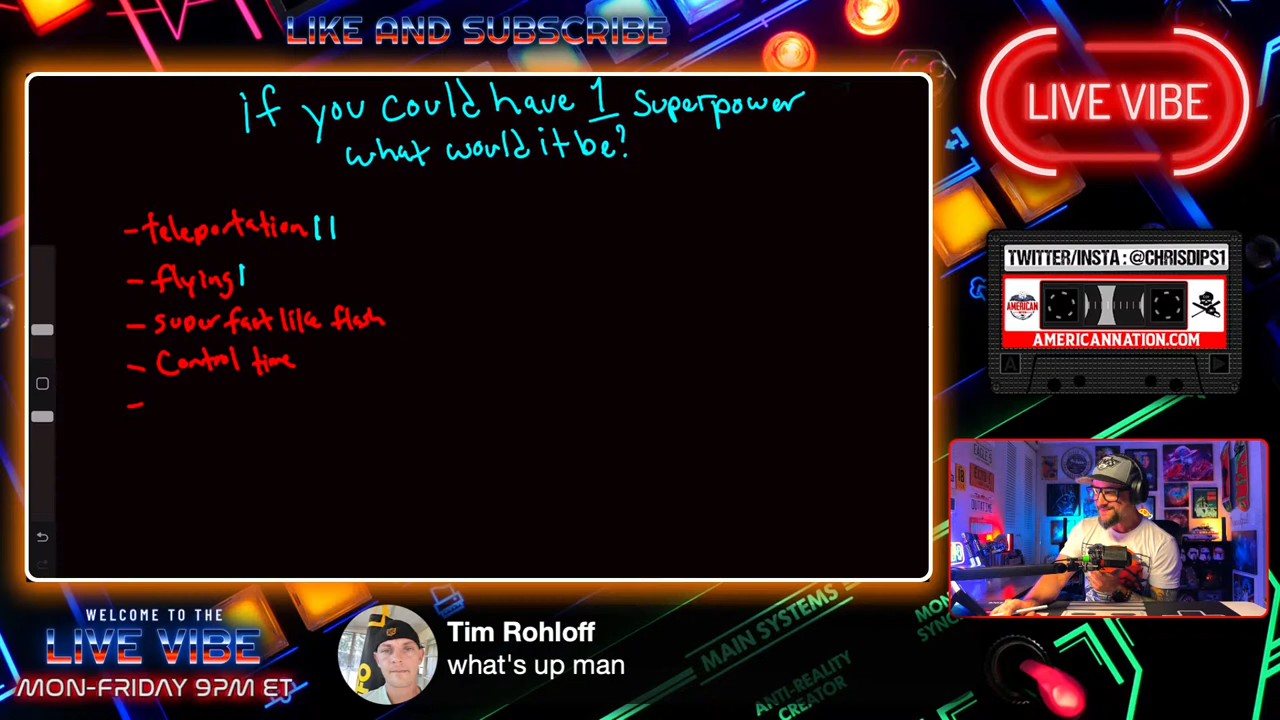 LIKE AND SUBSCRIBE
if you could have 1 Superpower
what would it be?
- teleportation ||
- flying |
- super fast like flash
- Control time
-
LIVE VIBE
TWITTER/INSTA : @CHRISDIPS1
AMERICAN
AMERICANNATION.COM
A
WELCOME TO THE
LIVE VIBE
MON-FRIDAY 9PM ET
Tim Rohloff
what's up man
MAIN SYSTEMS
ANTI-REALITY
CREATOR